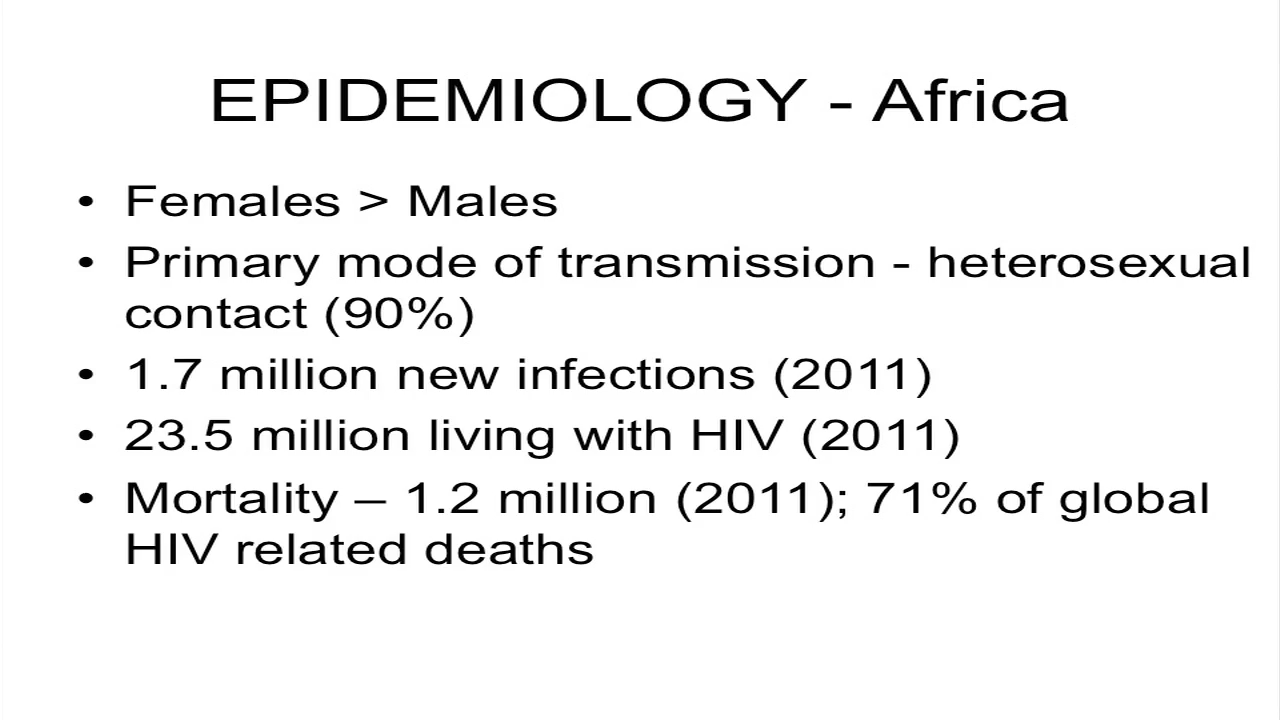 EPIDEMIOLOGY - Africa
• Females > Males
• Primary mode of transmission - heterosexual
contact (90%)
• 1.7 million new infections (2011)
• 23.5 million living with HIV (2011)
• Mortality – 1.2 million (2011); 71% of global
HIV related deaths